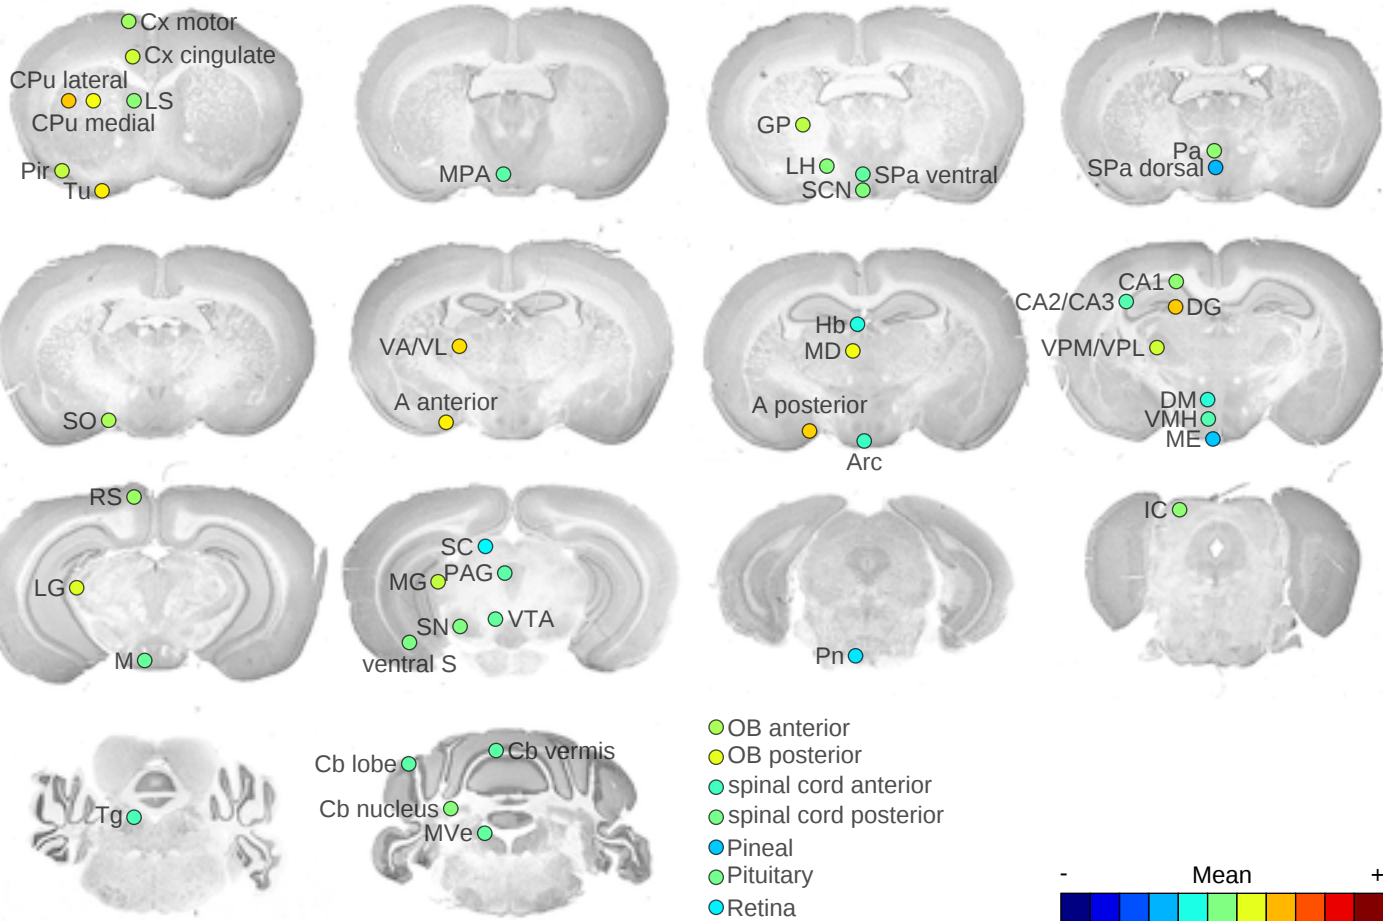 Cx motor
Cx cingulate
CPu lateral
LS
CPu medial
Pir
Tu
MPA
GP
LH
SPa ventral
SCN
Pa
SPa dorsal
SO
VA/VL
A anterior
Hb
MD
A posterior
Arc
CA1
CA2/CA3
DG
VPM/VPL
DM
VMH
ME
RS
LG
M
SC
PAG
MG
VTA
SN
ventral S
Pn
IC
Tg
Cb lobe
Cb vermis
Cb nucleus
MVe
OB anterior
OB posterior
spinal cord anterior
spinal cord posterior
Pineal
Pituitary
Retina
- Mean +